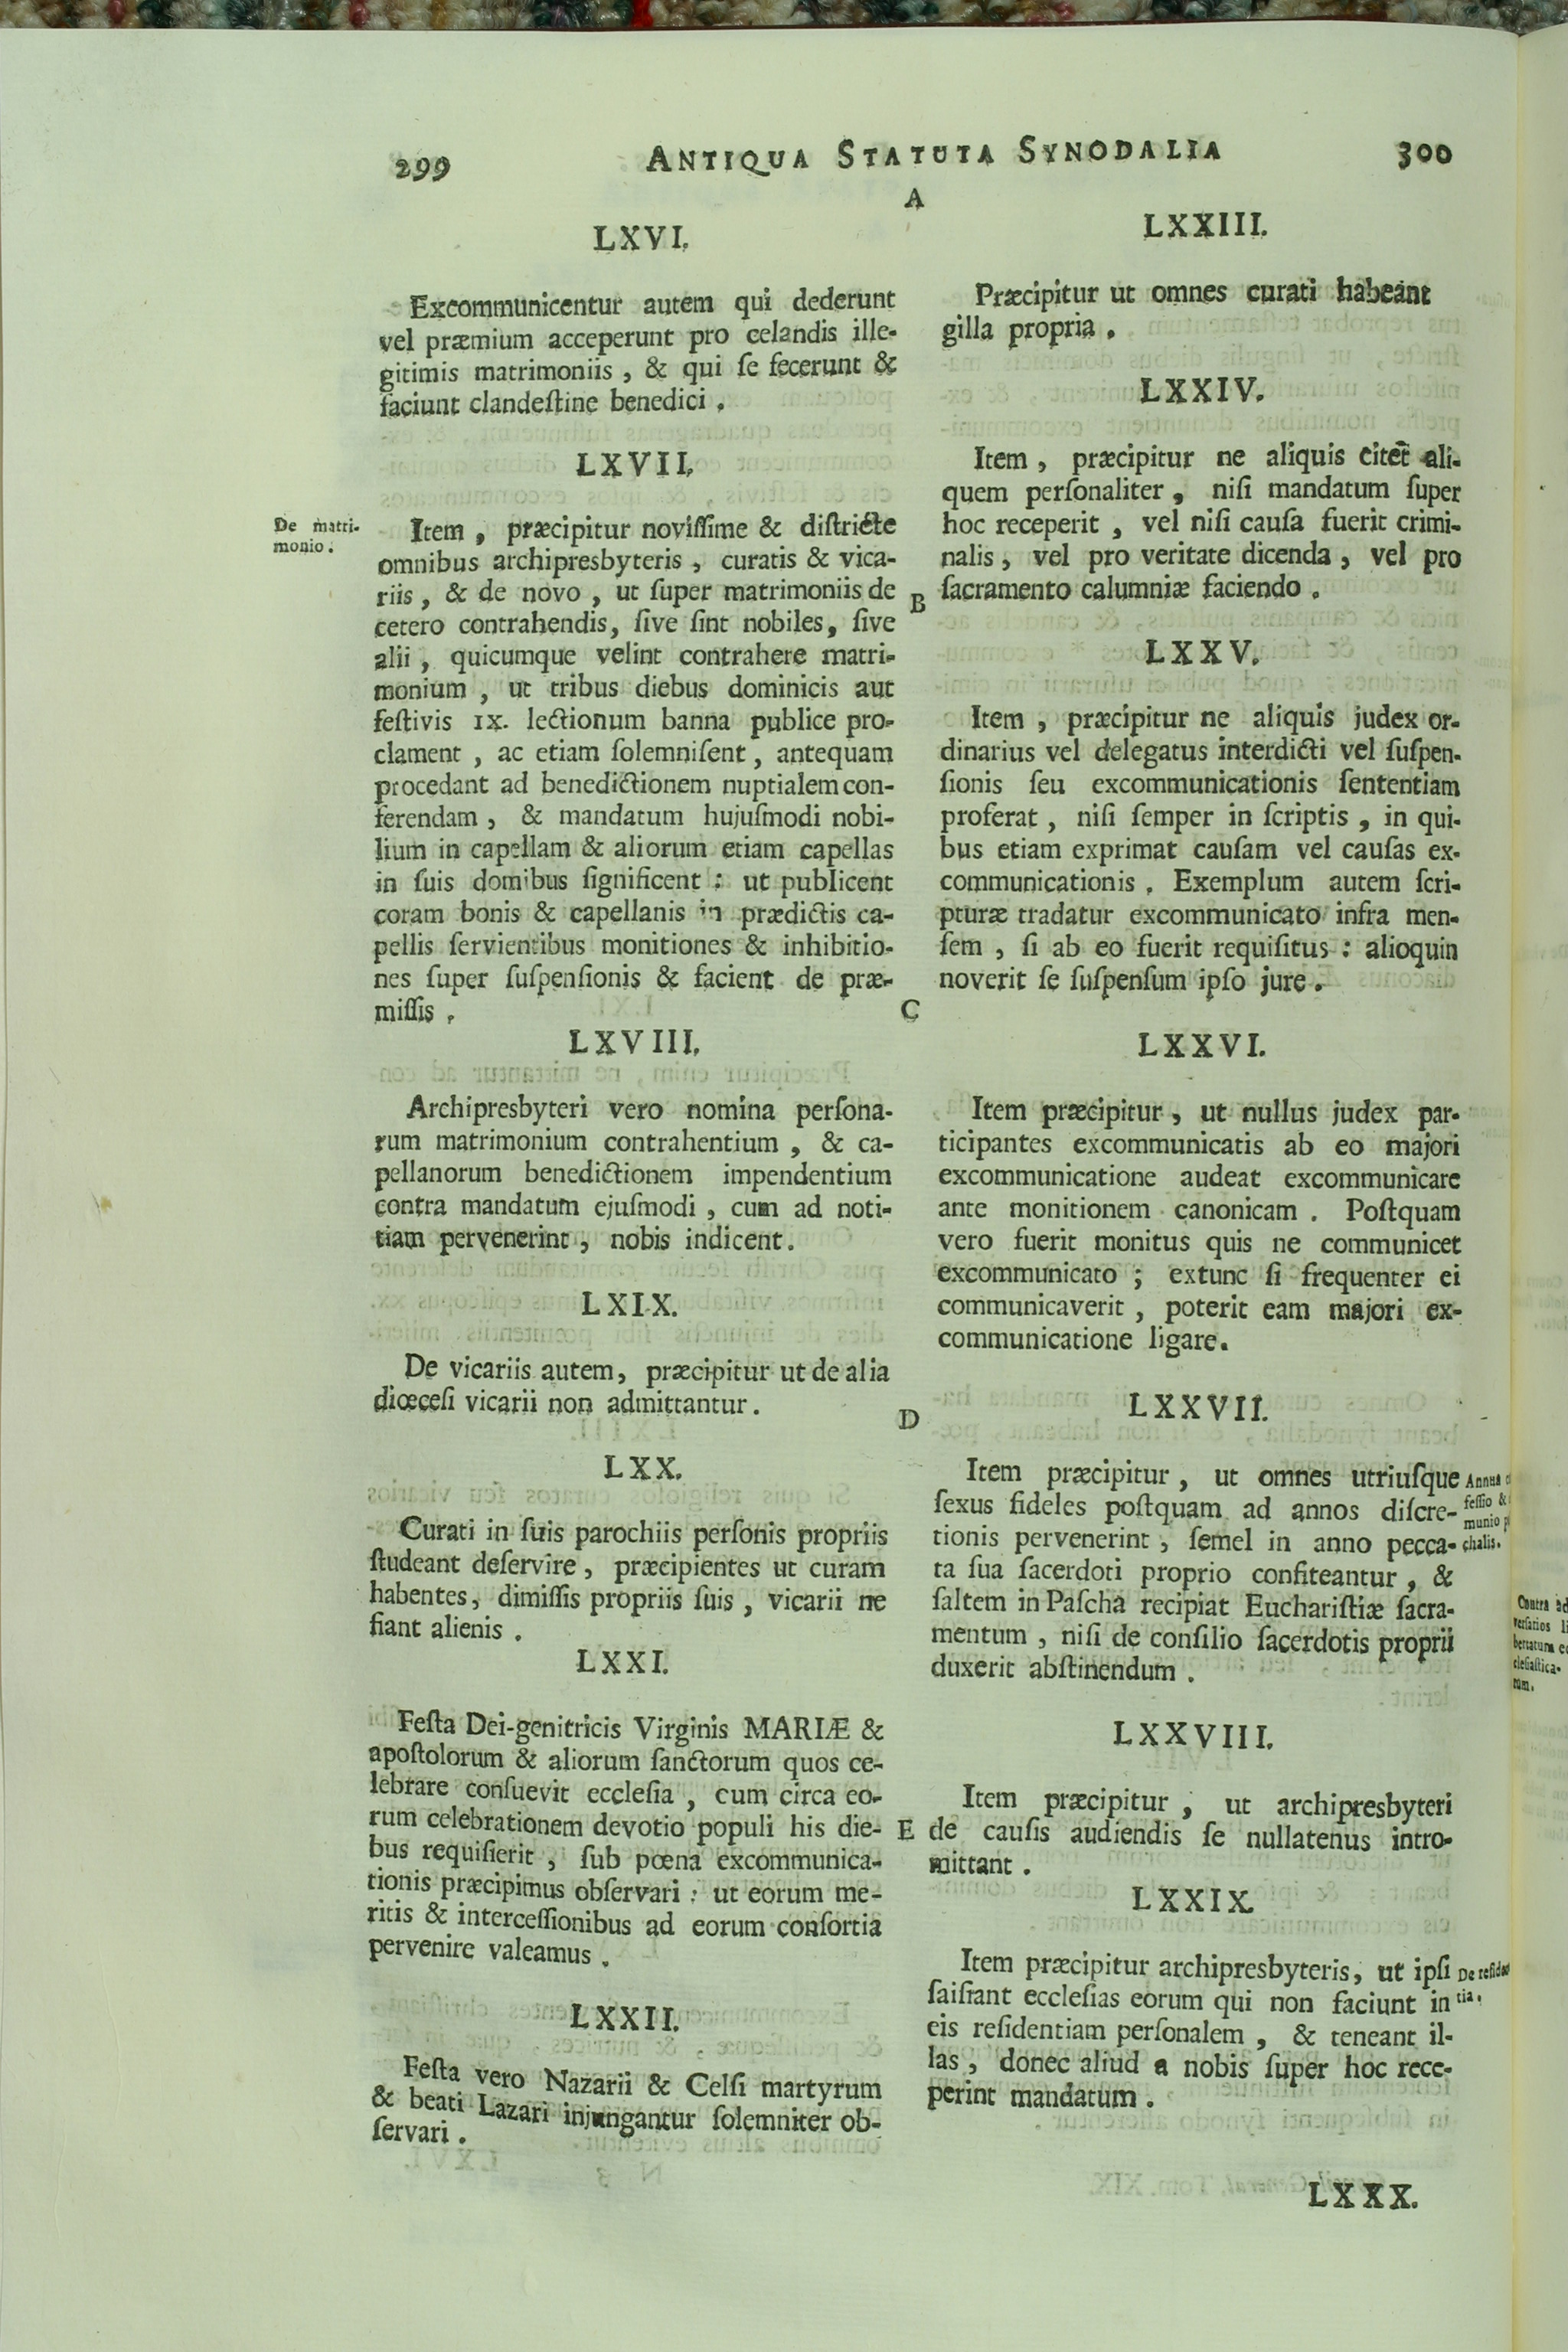 299 ANTIQUA STATUTA SYNODALIA 300
A
LXVI.
Excommunicentur autem qui dederunt
vel præmium acceperunt pro celandis ille-
gitimis matrimoniis , & qui ſe fecerunt &
faciunt clandeſtine benedici .
LXVII.
De matri-
monio .
Item , præcipitur noviſſime & diſtricte
omnibus archipresbyteris , curatis & vica-
riis , & de novo , ut ſuper matrimoniis de
cetero contrahendis, ſive ſint nobiles, ſive
alii , quicumque velint contrahere matri-
monium , ut tribus diebus dominicis aut
feſtivis IX. lectionum banna publice pro-
clament , ac etiam ſolemniſent , antequam
procedant ad benedictionem nuptialem con-
ferendam , & mandatum hujuſmodi nobi-
lium in capellam & aliorum etiam capellas
in ſuis domibus ſignificent : ut publicent
coram bonis & capellanis in prædictis ca-
pellis ſervientibus monitiones & inhibitio-
nes ſuper ſuſpenſionis & facient de præ-
miſſis .
LXVIII.
Archipresbyteri vero nomina perſona-
rum matrimonium contrahentium , & ca-
pellanorum benedictionem impendentium
contra mandatum ejuſmodi , cum ad noti-
tiam pervenerint , nobis indicent .
LXIX.
De vicariis autem, præcipitur ut de alia
diœceſi vicarii non admittantur .
LXX.
Curati in ſuis parochiis perſonis propriis
ſtudeant deſervire , præcipientes ut curam
habentes, dimiſſis propriis ſuis , vicarii ne
fiant alienis .
LXXI.
Feſta Dei-genitricis Virginis MARIÆ &
apoſtolorum & aliorum ſanctorum quos ce-
lebrare conſuevit eccleſia , cum circa eo-
rum celebrationem devotio populi his die-
bus requiſierit , ſub pœna excommunica-
tionis præcipimus obſervari : ut eorum me-
ritis & interceſſionibus ad eorum conſortia
pervenire valeamus .
LXXII.
Feſta vero Nazarii & Celſi martyrum
& beati Lazari injungantur ſolemniter ob-
ſervari .
B
C
D
E
LXXIII.
Præcipitur ut omnes curati habeant
gilla propria .
LXXIV.
Item , præcipitur ne aliquis citet ali-
quem perſonaliter , niſi mandatum ſuper
hoc receperit , vel niſi cauſa fuerit crimi-
nalis , vel pro veritate dicenda , vel pro
ſacramento calumniæ faciendo .
LXXV.
Item , præcipitur ne aliquis judex or-
dinarius vel delegatus interdicti vel ſuſpen-
ſionis ſeu excommunicationis ſententiam
proferat , niſi ſemper in ſcriptis , in qui-
bus etiam exprimat cauſam vel cauſas ex-
communicationis . Exemplum autem ſcri-
pturæ tradatur excommunicato infra men-
ſem , ſi ab eo fuerit requiſitus : alioquin
noverit ſe ſuſpenſum ipſo jure .
LXXVI.
Item præcipitur , ut nullus judex par-
ticipantes excommunicatis ab eo majori
excommunicatione audeat excommunicare
ante monitionem canonicam . Poſtquam
vero fuerit monitus quis ne communicet
excommunicato ; extunc ſi frequenter ei
communicaverit , poterit eam majori ex-
communicatione ligare.
LXXVII.
Item præcipitur , ut omnes utriuſque
ſexus fideles poſtquam ad annos diſcre-
tionis pervenerint , ſemel in anno pecca-
ta ſua ſacerdoti proprio confiteantur , &
ſaltem in Paſcha recipiat Euchariſtiæ ſacra-
mentum , niſi de conſilio ſacerdotis proprii
duxerit abſtinendum .
Annua
feſſio &
munio
chalis.
LXXVIII.
Item præcipitur , ut archipresbyteri
de cauſis audiendis ſe nullatenus intro-
mittant .
LXXIX.
Item præcipitur archipresbyteris, ut ipſi
ſaiſiant eccleſias eorum qui non faciunt in
eis reſidentiam perſonalem , & teneant il-
las , donec aliud a nobis ſuper hoc rece-
perint mandatum .
De reſiden
tia.
LXXX.
Contra ad
verſarios li
bertatum ec
cleſiaſtica-
rum.